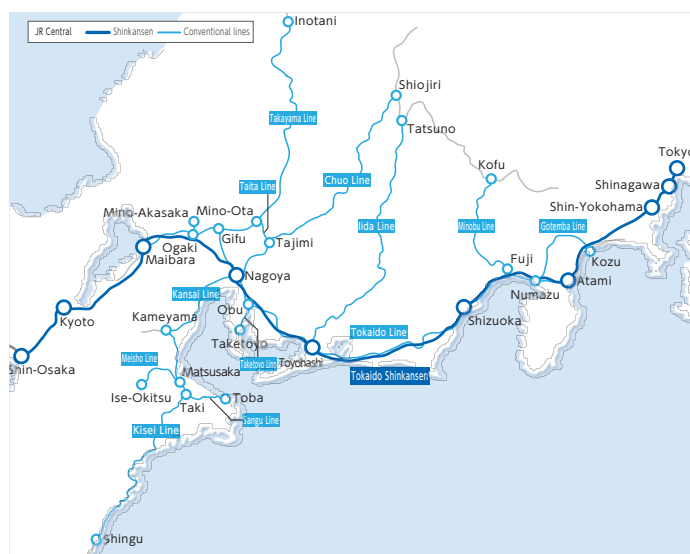 JR Central Shinkansen Conventional lines
Inotani
Shiojiri
Takayama Line
Tatsuno
Tokyo
Kofu
Chuo Line
Shinagawa
Taita Line
Shin-Yokohama
Mino-Akasaka
Mino-Ota
Iida Line
Minobu Line
Gotemba Line
Ogaki
Gifu
Tajimi
Maibara
Fuji
Kozu
Nagoya
Atami
Kansai Line
Numazu
Kyoto
Obu
Kameyama
Shizuoka
Taketoyo
Tokaido Line
Shin-Osaka
Meisho Line
Taketoyo Line
Toyohashi
Matsusaka
Tokaido Shinkansen
Ise-Okitsu
Taki
Toba
Sangu Line
Kisei Line
Shingu